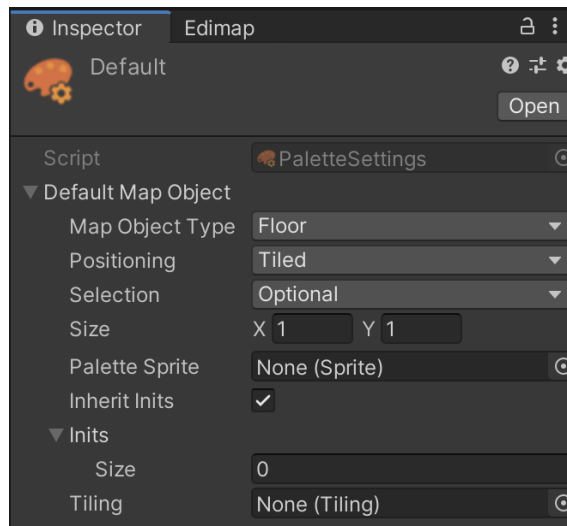 Inspector Edimap
Default
Open
Script PaletteSettings
Default Map Object
Map Object Type Floor
Positioning Tiled
Selection Optional
Size X 1 Y 1
Palette Sprite None (Sprite)
Inherit Inits
Inits
Size 0
Tiling None (Tiling)